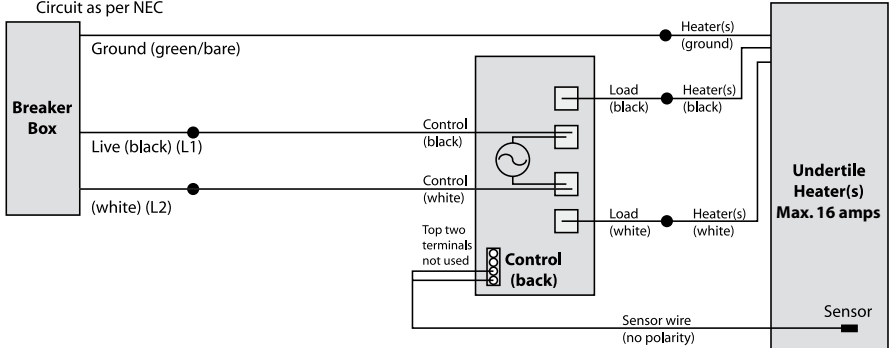 Circuit as per NEC
Ground (green/bare)
Heater(s)
(ground)
Breaker
Box
Load
(black)
Heater(s)
(black)
Live (black) (L1)
Control
(black)
(white) (L2)
Control
(white)
Load
(white)
Heater(s)
(white)
Undertile
Heater(s)
Max. 16 amps
Top two
terminals
not used
Control
(back)
Sensor wire
(no polarity)
Sensor